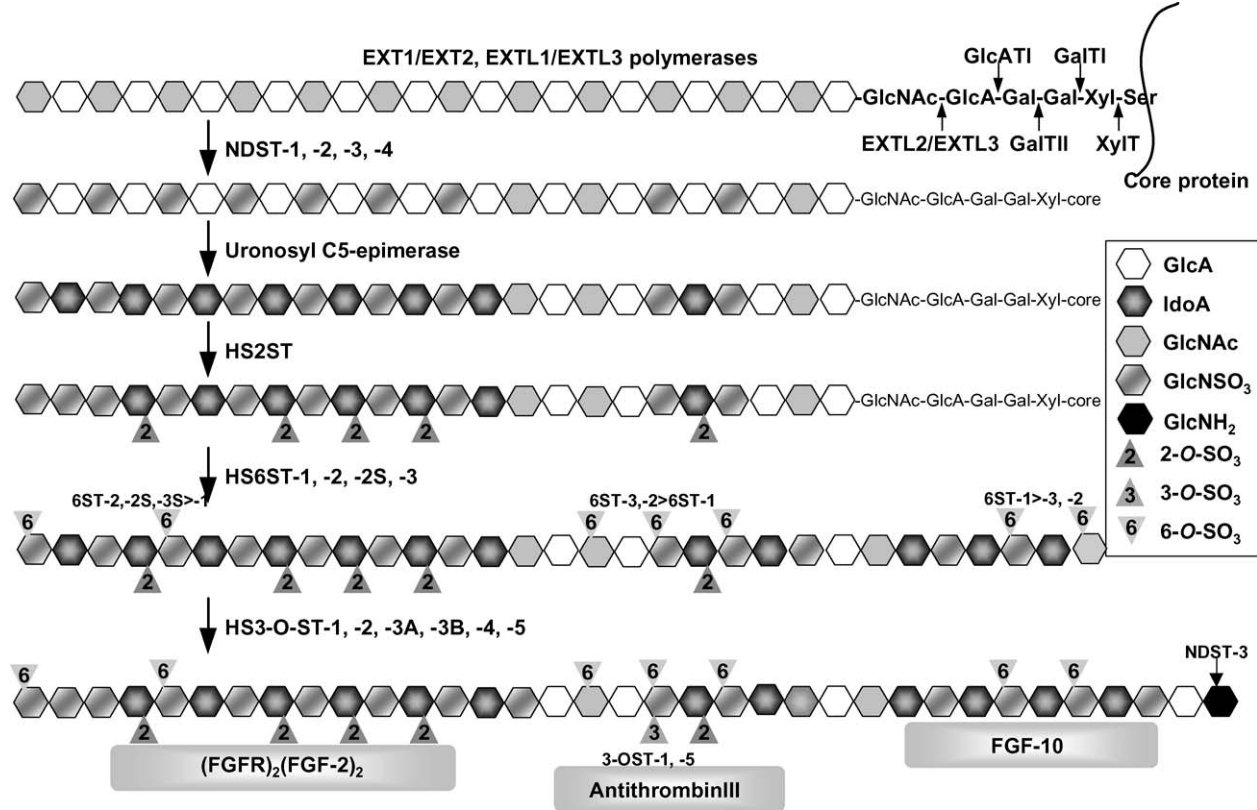 EXT1/EXT2, EXTL1/EXTL3 polymerases
GlcATI GalTI
-GlcNAc-GlcA-Gal-Gal-Xyl-Ser
EXTL2/EXTL3 GalTII XylT
Core protein
NDST-1, -2, -3, -4
-GlcNAc-GlcA-Gal-Gal-Xyl-core
Uronosyl C5-epimerase
-GlcNAc-GlcA-Gal-Gal-Xyl-core
HS2ST
-GlcNAc-GlcA-Gal-Gal-Xyl-core
2 2 2 2 2
HS6ST-1, -2, -2S, -3
6ST-2,-2S,-3S>-1 6ST-3,-2>6ST-1 6ST-1>-3, -2
6 6 6 6 6 6 6
2 2 2 2 2
HS3-O-ST-1, -2, -3A, -3B, -4, -5
NDST-3
6 6 6 6 6 6 6
2 2 2 2 3 2
3-OST-1, -5
(FGFR)₂(FGF-2)₂
AntithrombinIII
FGF-10
GlcA
IdoA
GlcNAc
GlcNSO₃
GlcNH₂
2 2-O-SO₃
3 3-O-SO₃
6 6-O-SO₃